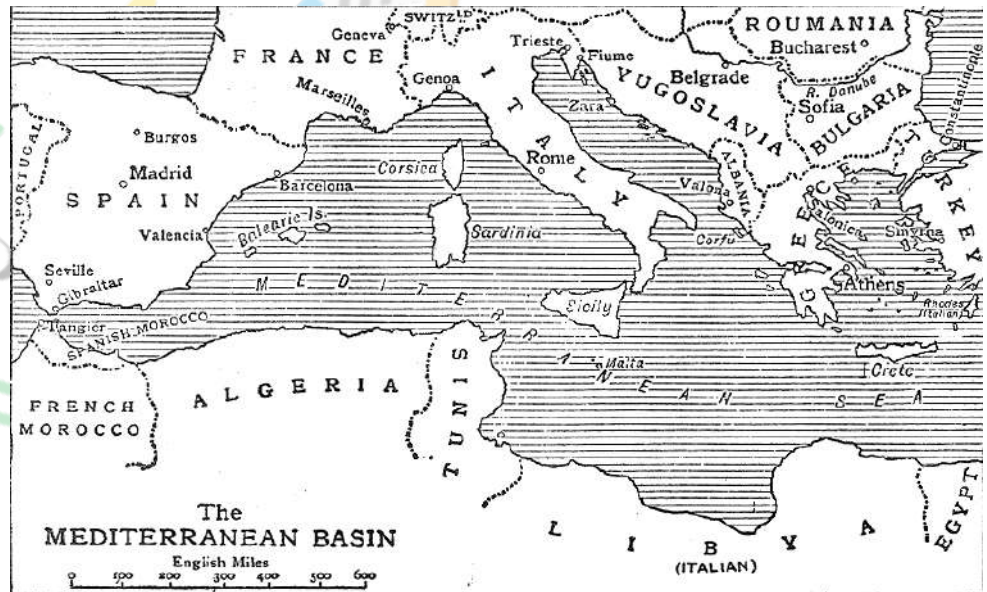 SWITZLD
Geneva
FRANCE
Marseilles
Genoa
ITALY
Trieste
Fiume
Zara
YUGOSLAVIA
Belgrade
ROUMANIA
Bucharest
R. Danube
Sofia
BULGARIA
Constantinople
TURKEY
PORTUGAL
Burgos
Madrid
SPAIN
Barcelona
Valencia
Balearic Is.
Corsica
Sardinia
Rome
ALBANIA
Valona
Corfu
GREECE
Salonica
Smyrna
Athens
Rhodes
(Italian)
Seville
Gibraltar
Tangier
SPANISH MOROCCO
MEDITERRANEAN SEA
Sicily
Malta
Crete
FRENCH
MOROCCO
ALGERIA
TUNIS
LIBYA
(ITALIAN)
EGYPT
The
MEDITERRANEAN BASIN
English Miles
0 100 200 300 400 500 600